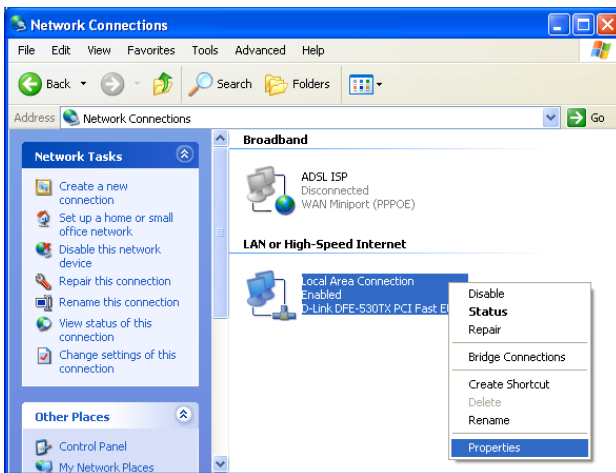 Network Connections
File Edit View Favorites Tools Advanced Help
Back Search Folders
Address Network Connections Go
Network Tasks
Create a new
connection
Set up a home or small
office network
Disable this network
device
Repair this connection
Rename this connection
View status of this
connection
Change settings of this
connection
Other Places
Control Panel
My Network Places
Broadband
ADSL ISP
Disconnected
WAN Miniport (PPPOE)
LAN or High-Speed Internet
Local Area Connection
Enabled
D-Link DFE-530TX PCI Fast
Disable
Status
Repair
Bridge Connections
Create Shortcut
Delete
Rename
Properties